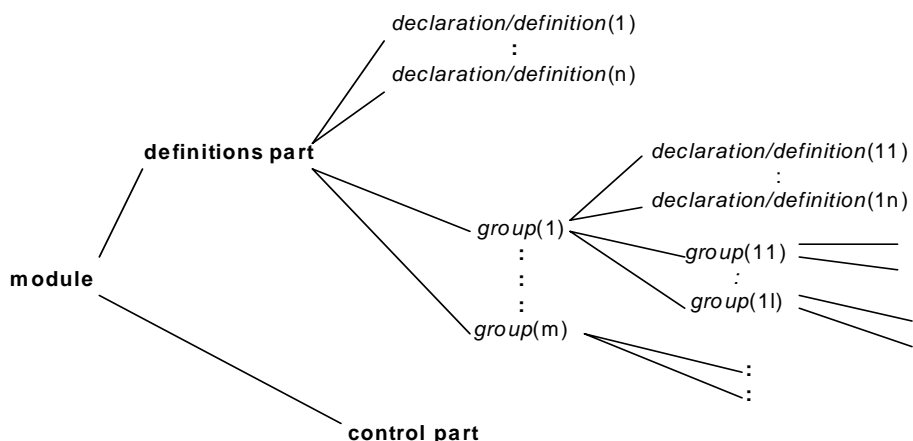 declaration/definition(1)
:
declaration/definition(n)
definitions part
declaration/definition(11)
:
declaration/definition(1n)
group(1)
:
:
:
group(11)
:
group(1l)
module
group(m)
:
:
control part